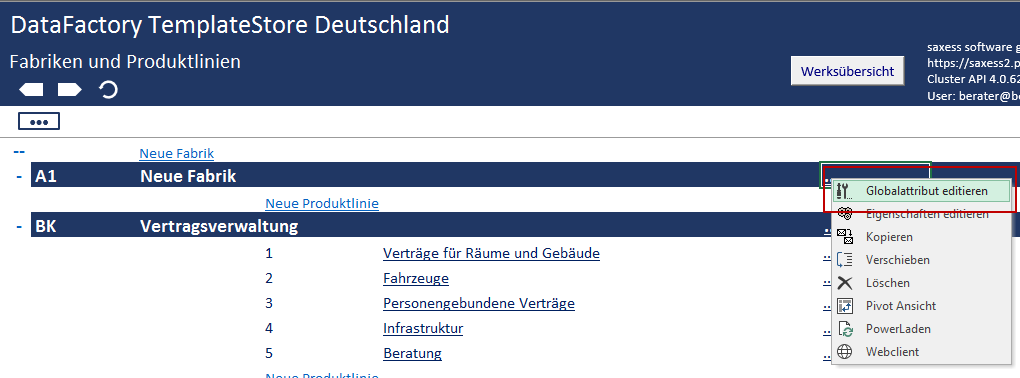 DataFactory TemplateStore Deutschland
Fabriken und Produktlinien
Werksübersicht
saxess software g
https://saxess2.p
Cluster API 4.0.62
User: berater@be
Neue Fabrik
A1 Neue Fabrik
Neue Produktlinie
BK Vertragsverwaltung
1 Verträge für Räume und Gebäude
2 Fahrzeuge
3 Personengebundene Verträge
4 Infrastruktur
5 Beratung
Neue Produktlinie
Globalattribut editieren
Eigenschaften editieren
Kopieren
Verschieben
Löschen
Pivot Ansicht
PowerLaden
Webclient